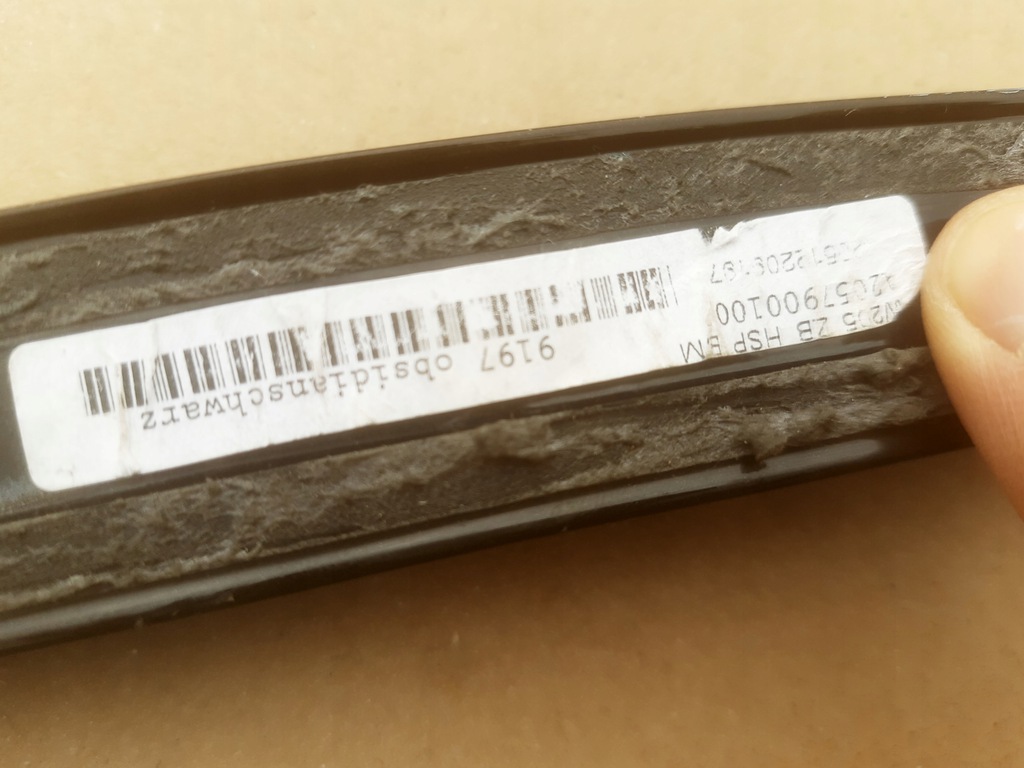 W205 ZB HSP BM
A2057900100
9197 obsidianschwarz